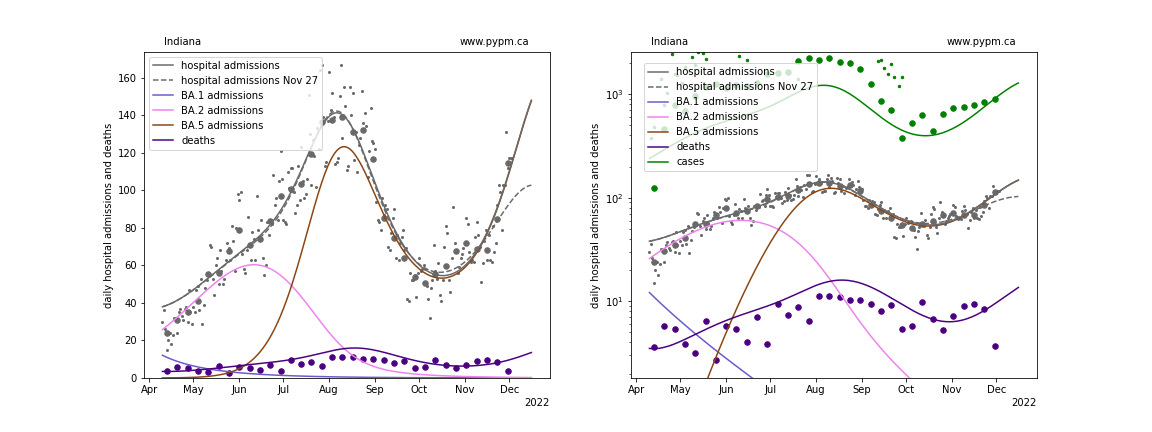 Indiana www.pypm.ca
hospital admissions
hospital admissions Nov 27
BA.1 admissions
BA.2 admissions
BA.5 admissions
deaths
daily hospital admissions and deaths
160
140
120
100
80
60
40
20
0
Apr May Jun Jul Aug Sep Oct Nov Dec
2022
Indiana www.pypm.ca
hospital admissions
hospital admissions Nov 27
BA.1 admissions
BA.2 admissions
BA.5 admissions
deaths
cases
daily hospital admissions and deaths
10³
10²
10¹
Apr May Jun Jul Aug Sep Oct Nov Dec
2022